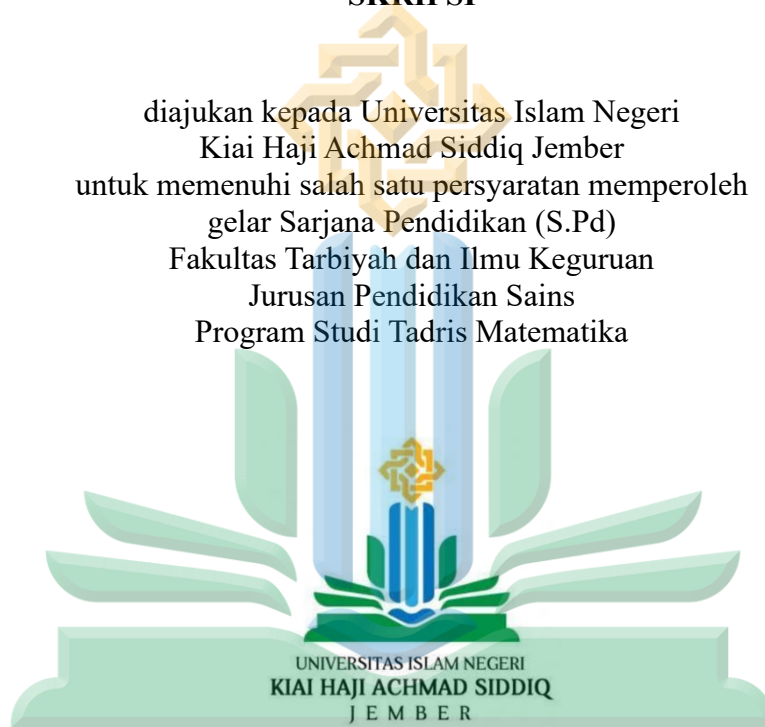 SKRIPSI
diajukan kepada Universitas Islam Negeri
Kiai Haji Achmad Siddiq Jember
untuk memenuhi salah satu persyaratan memperoleh
gelar Sarjana Pendidikan (S.Pd)
Fakultas Tarbiyah dan Ilmu Keguruan
Jurusan Pendidikan Sains
Program Studi Tadris Matematika
UNIVERSITAS ISLAM NEGERI
KIAI HAJI ACHMAD SIDDIQ
JEMBER